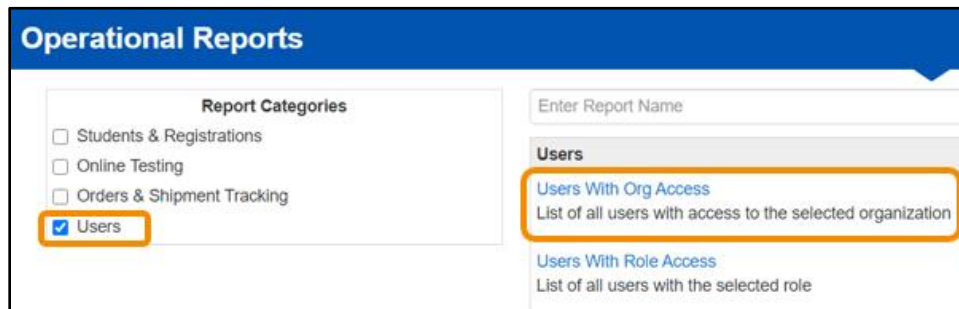 Operational Reports
Report Categories
Students & Registrations
Online Testing
Orders & Shipment Tracking
Users
Enter Report Name
Users
Users With Org Access
List of all users with access to the selected organization
Users With Role Access
List of all users with the selected role